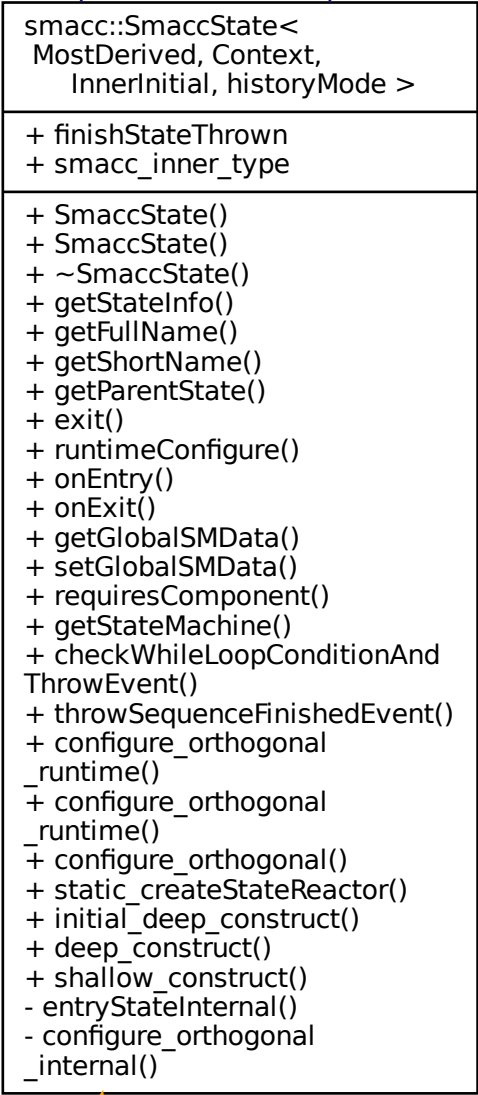 smacc::SmaccState<
MostDerived, Context,
InnerInitial, historyMode >
+ finishStateThrown
+ smacc_inner_type
+ SmaccState()
+ SmaccState()
+ ~SmaccState()
+ getStateInfo()
+ getFullName()
+ getShortName()
+ getParentState()
+ exit()
+ runtimeConfigure()
+ onEntry()
+ onExit()
+ getGlobalSMData()
+ setGlobalSMData()
+ requiresComponent()
+ getStateMachine()
+ checkWhileLoopConditionAnd
ThrowEvent()
+ throwSequenceFinishedEvent()
+ configure_orthogonal
_runtime()
+ configure_orthogonal
_runtime()
+ configure_orthogonal()
+ static_createStateReactor()
+ initial_deep_construct()
+ deep_construct()
+ shallow_construct()
- entryStateInternal()
- configure_orthogonal
_internal()